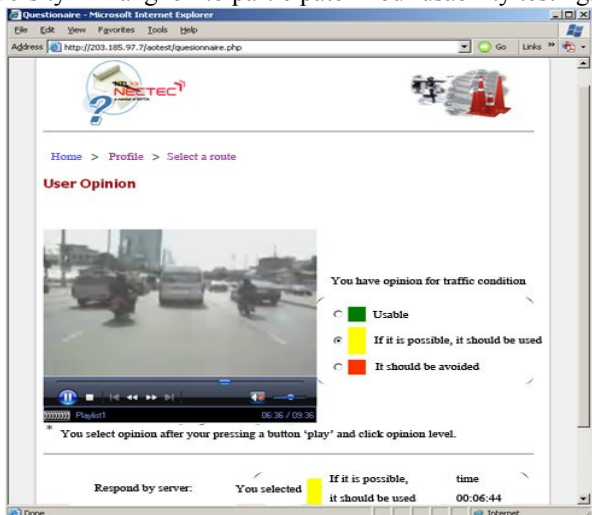 Questionaire - Microsoft Internet Explorer
File Edit View Favorites Tools Help
Address http://203.185.97.7/aotest/quesionnaire.php Go Links »
NECTEC
Home > Profile > Select a route
User Opinion
You have opinion for traffic condition
Usable
If it is possible, it should be used
It should be avoided
Playlist1 06:36 / 09:36
* You select opinion after your pressing a button 'play' and click opinion level.
Respond by server: You selected If it is possible, it should be used time 00:06:44
Done Internet